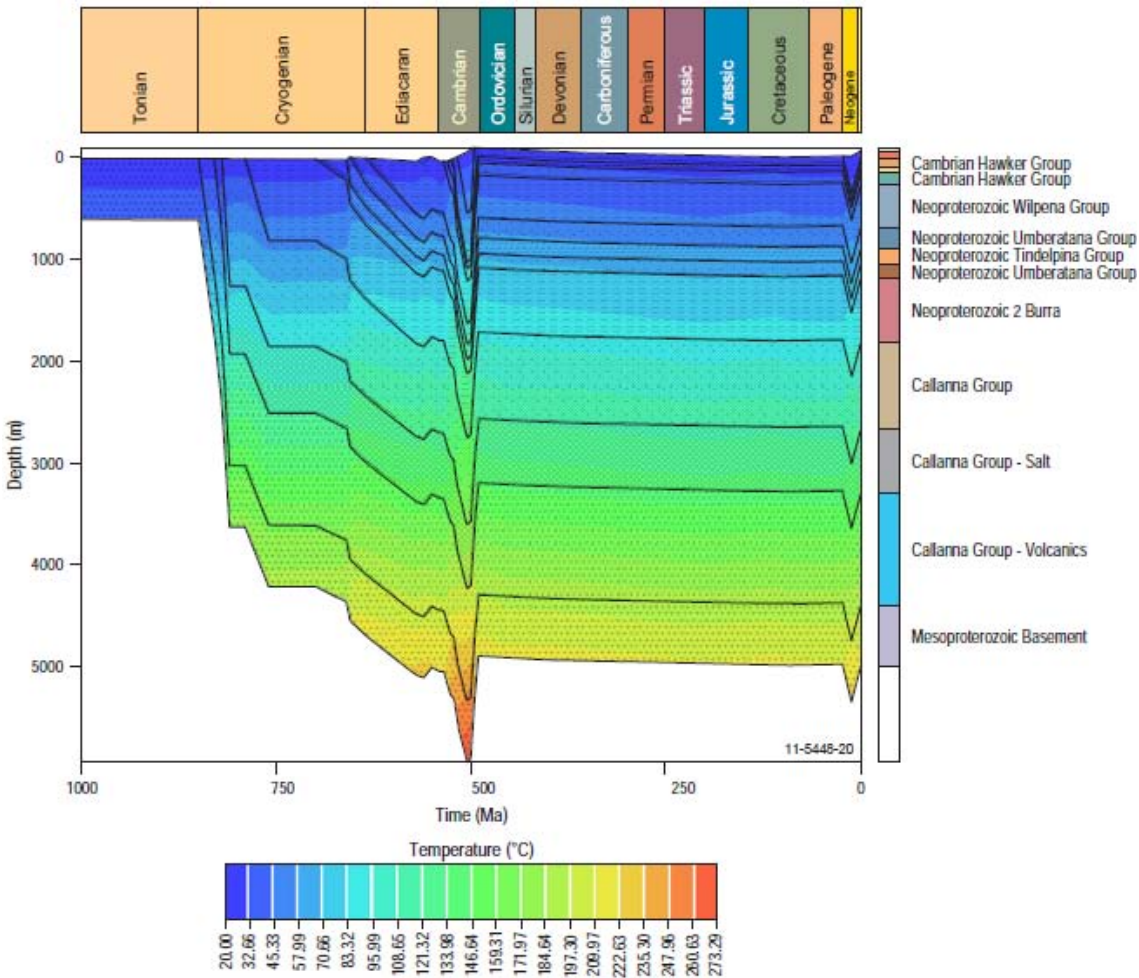 Tonian
Cryogenian
Ediacaran
Cambrian
Ordovician
Silurian
Devonian
Carboniferous
Permian
Triassic
Jurassic
Cretaceous
Paleogene
Neogene
0
1000
2000
3000
4000
5000
Depth (m)
Cambrian Hawker Group
Cambrian Hawker Group
Neoproterozoic Wilpena Group
Neoproterozoic Umberatana Group
Neoproterozoic Tindelpina Group
Neoproterozoic Umberatana Group
Neoproterozoic 2 Burra
Callanna Group
Callanna Group - Salt
Callanna Group - Volcanics
Mesoproterozoic Basement
11-5448-20
1000 750 500 250 0
Time (Ma)
Temperature (°C)
20.00
32.66
45.33
57.99
70.66
83.32
95.99
108.65
121.32
133.98
146.64
159.31
171.97
184.64
197.30
209.97
222.63
235.30
247.96
260.63
273.29